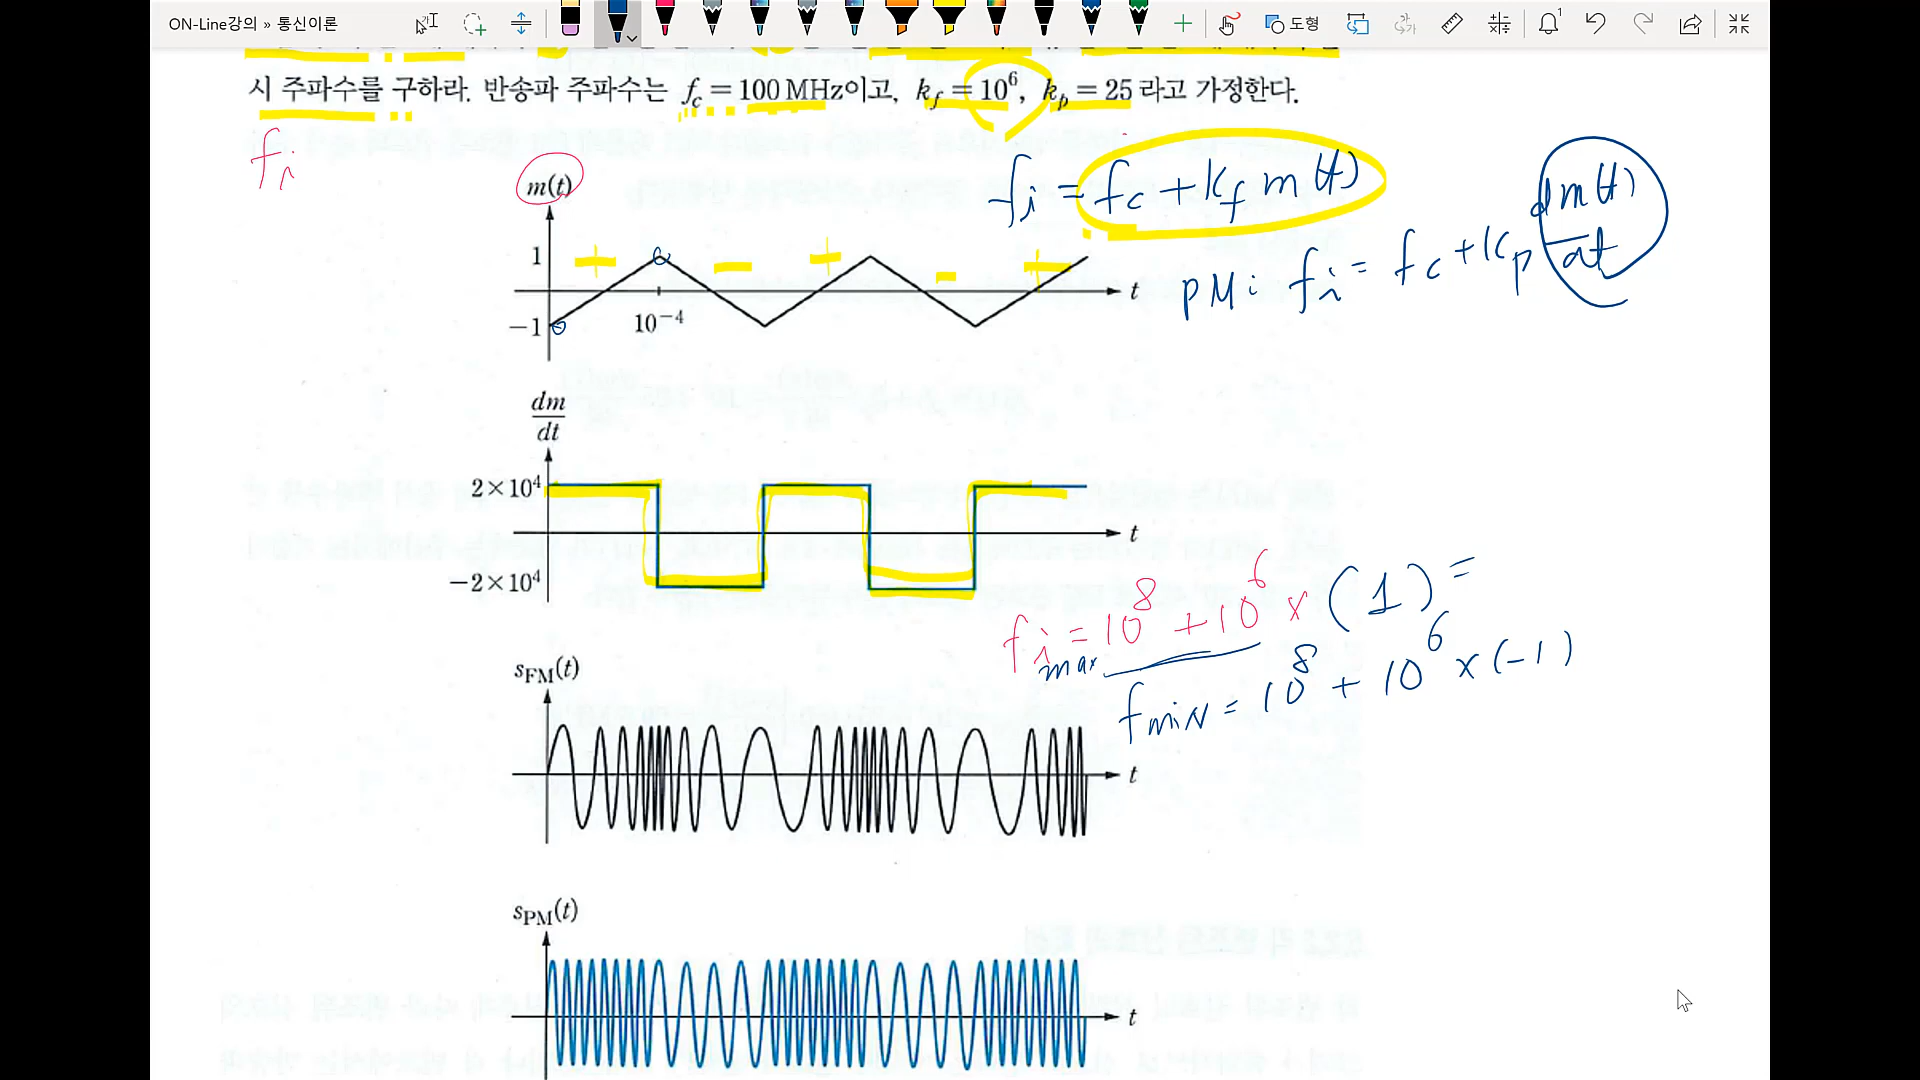 ON-Line강의 » 통신이론
도형
시 주파수를 구하라. 반송파 주파수는 f_c = 100 MHz이고, k_f = 10^6, k_p = 25 라고 가정한다.
f_i
m(t)
f_i = f_c + k_f m(t)
PM: f_i = f_c + k_p dm(t)/dt
1
-1
10^-4
t
+ - + - +
dm/dt
2×10^4
-2×10^4
t
f_i max = 10^8 + 10^6 × (1) =
f_min = 10^8 + 10^6 × (-1)
s_FM(t)
t
s_PM(t)
t